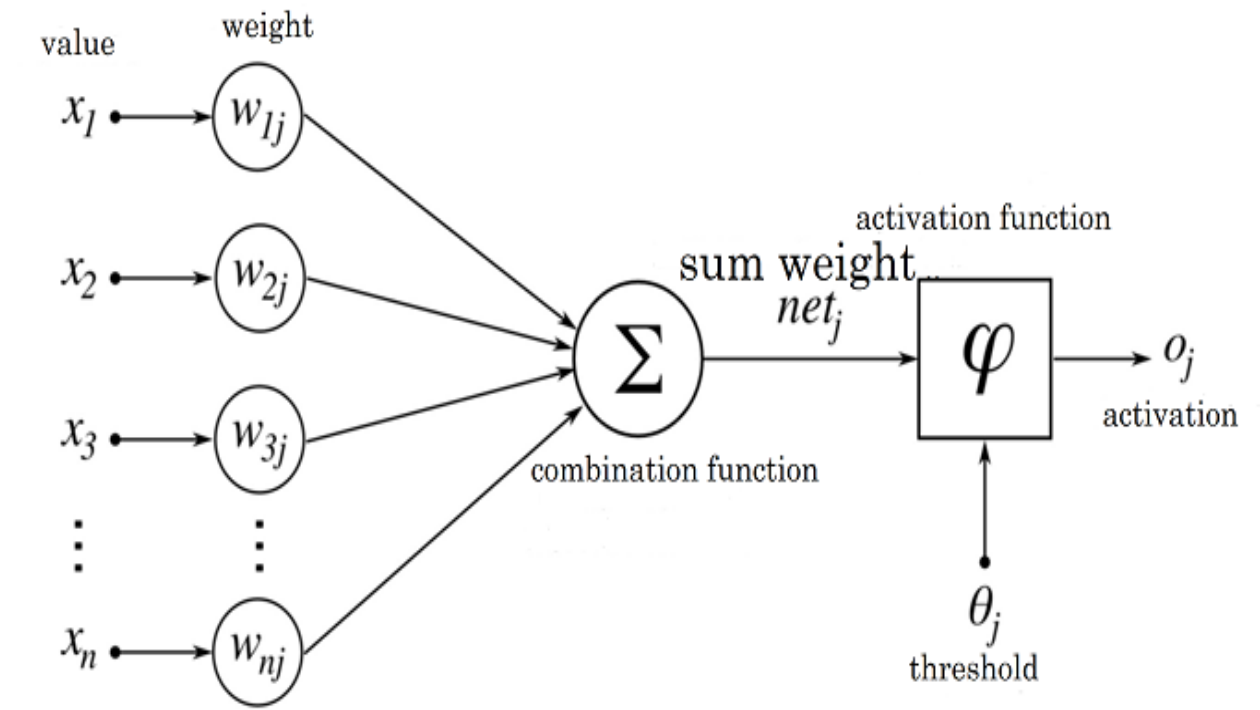 value
weight
x1
w1j
x2
w2j
x3
w3j
⋮ ⋮
xn
wnj
Σ
combination function
sum weight
netj
activation function
φ
oj
activation
θj
threshold